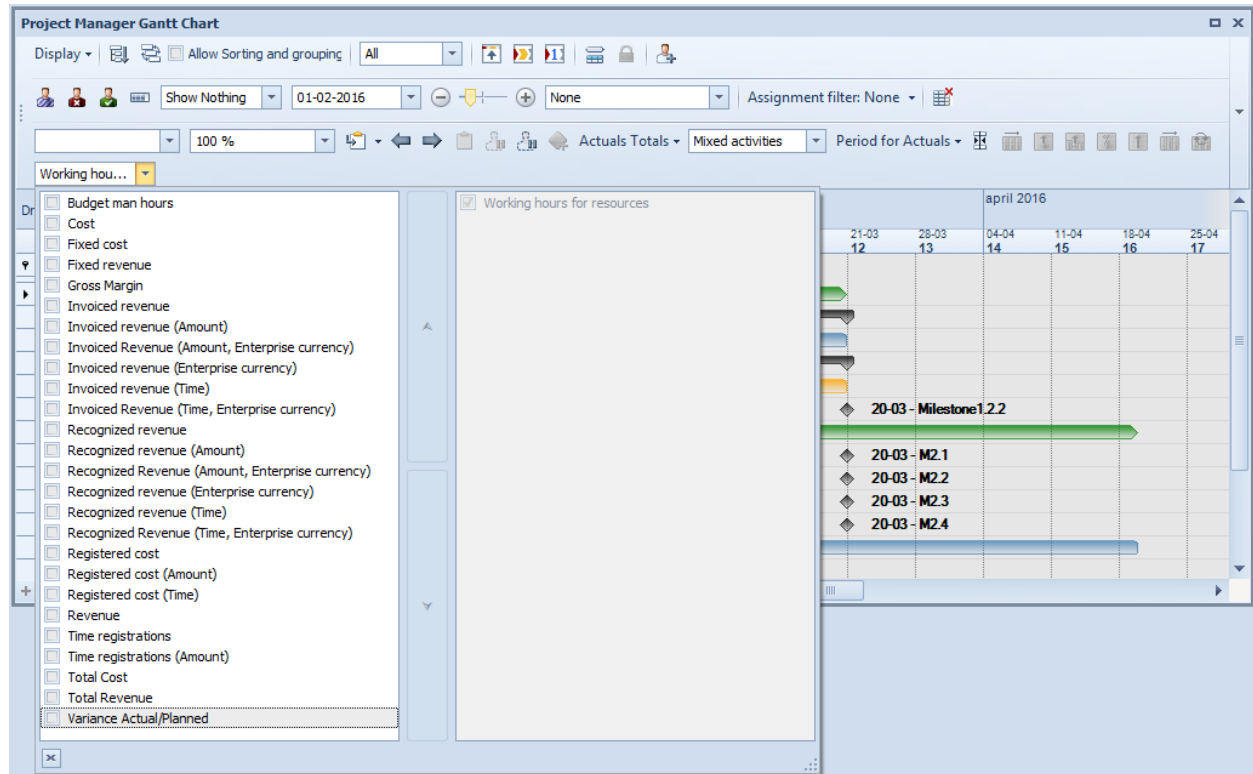 Project Manager Gantt Chart
Display Allow Sorting and grouping All
Show Nothing 01-02-2016 None Assignment filter: None
100 % Actuals Totals Mixed activities Period for Actuals
Working hou...
Dr
Budget man hours
Cost
Fixed cost
Fixed revenue
Gross Margin
Invoiced revenue
Invoiced revenue (Amount)
Invoiced Revenue (Amount, Enterprise currency)
Invoiced revenue (Enterprise currency)
Invoiced revenue (Time)
Invoiced Revenue (Time, Enterprise currency)
Recognized revenue
Recognized revenue (Amount)
Recognized Revenue (Amount, Enterprise currency)
Recognized revenue (Enterprise currency)
Recognized revenue (Time)
Recognized Revenue (Time, Enterprise currency)
Registered cost
Registered cost (Amount)
Registered cost (Time)
Revenue
Time registrations
Time registrations (Amount)
Total Cost
Total Revenue
Variance Actual/Planned
Working hours for resources
april 2016
21-03 28-03 04-04 11-04 18-04 25-04
12 13 14 15 16 17
20-03 - Milestone1.2.2
20-03 - M2.1
20-03 - M2.2
20-03 - M2.3
20-03 - M2.4